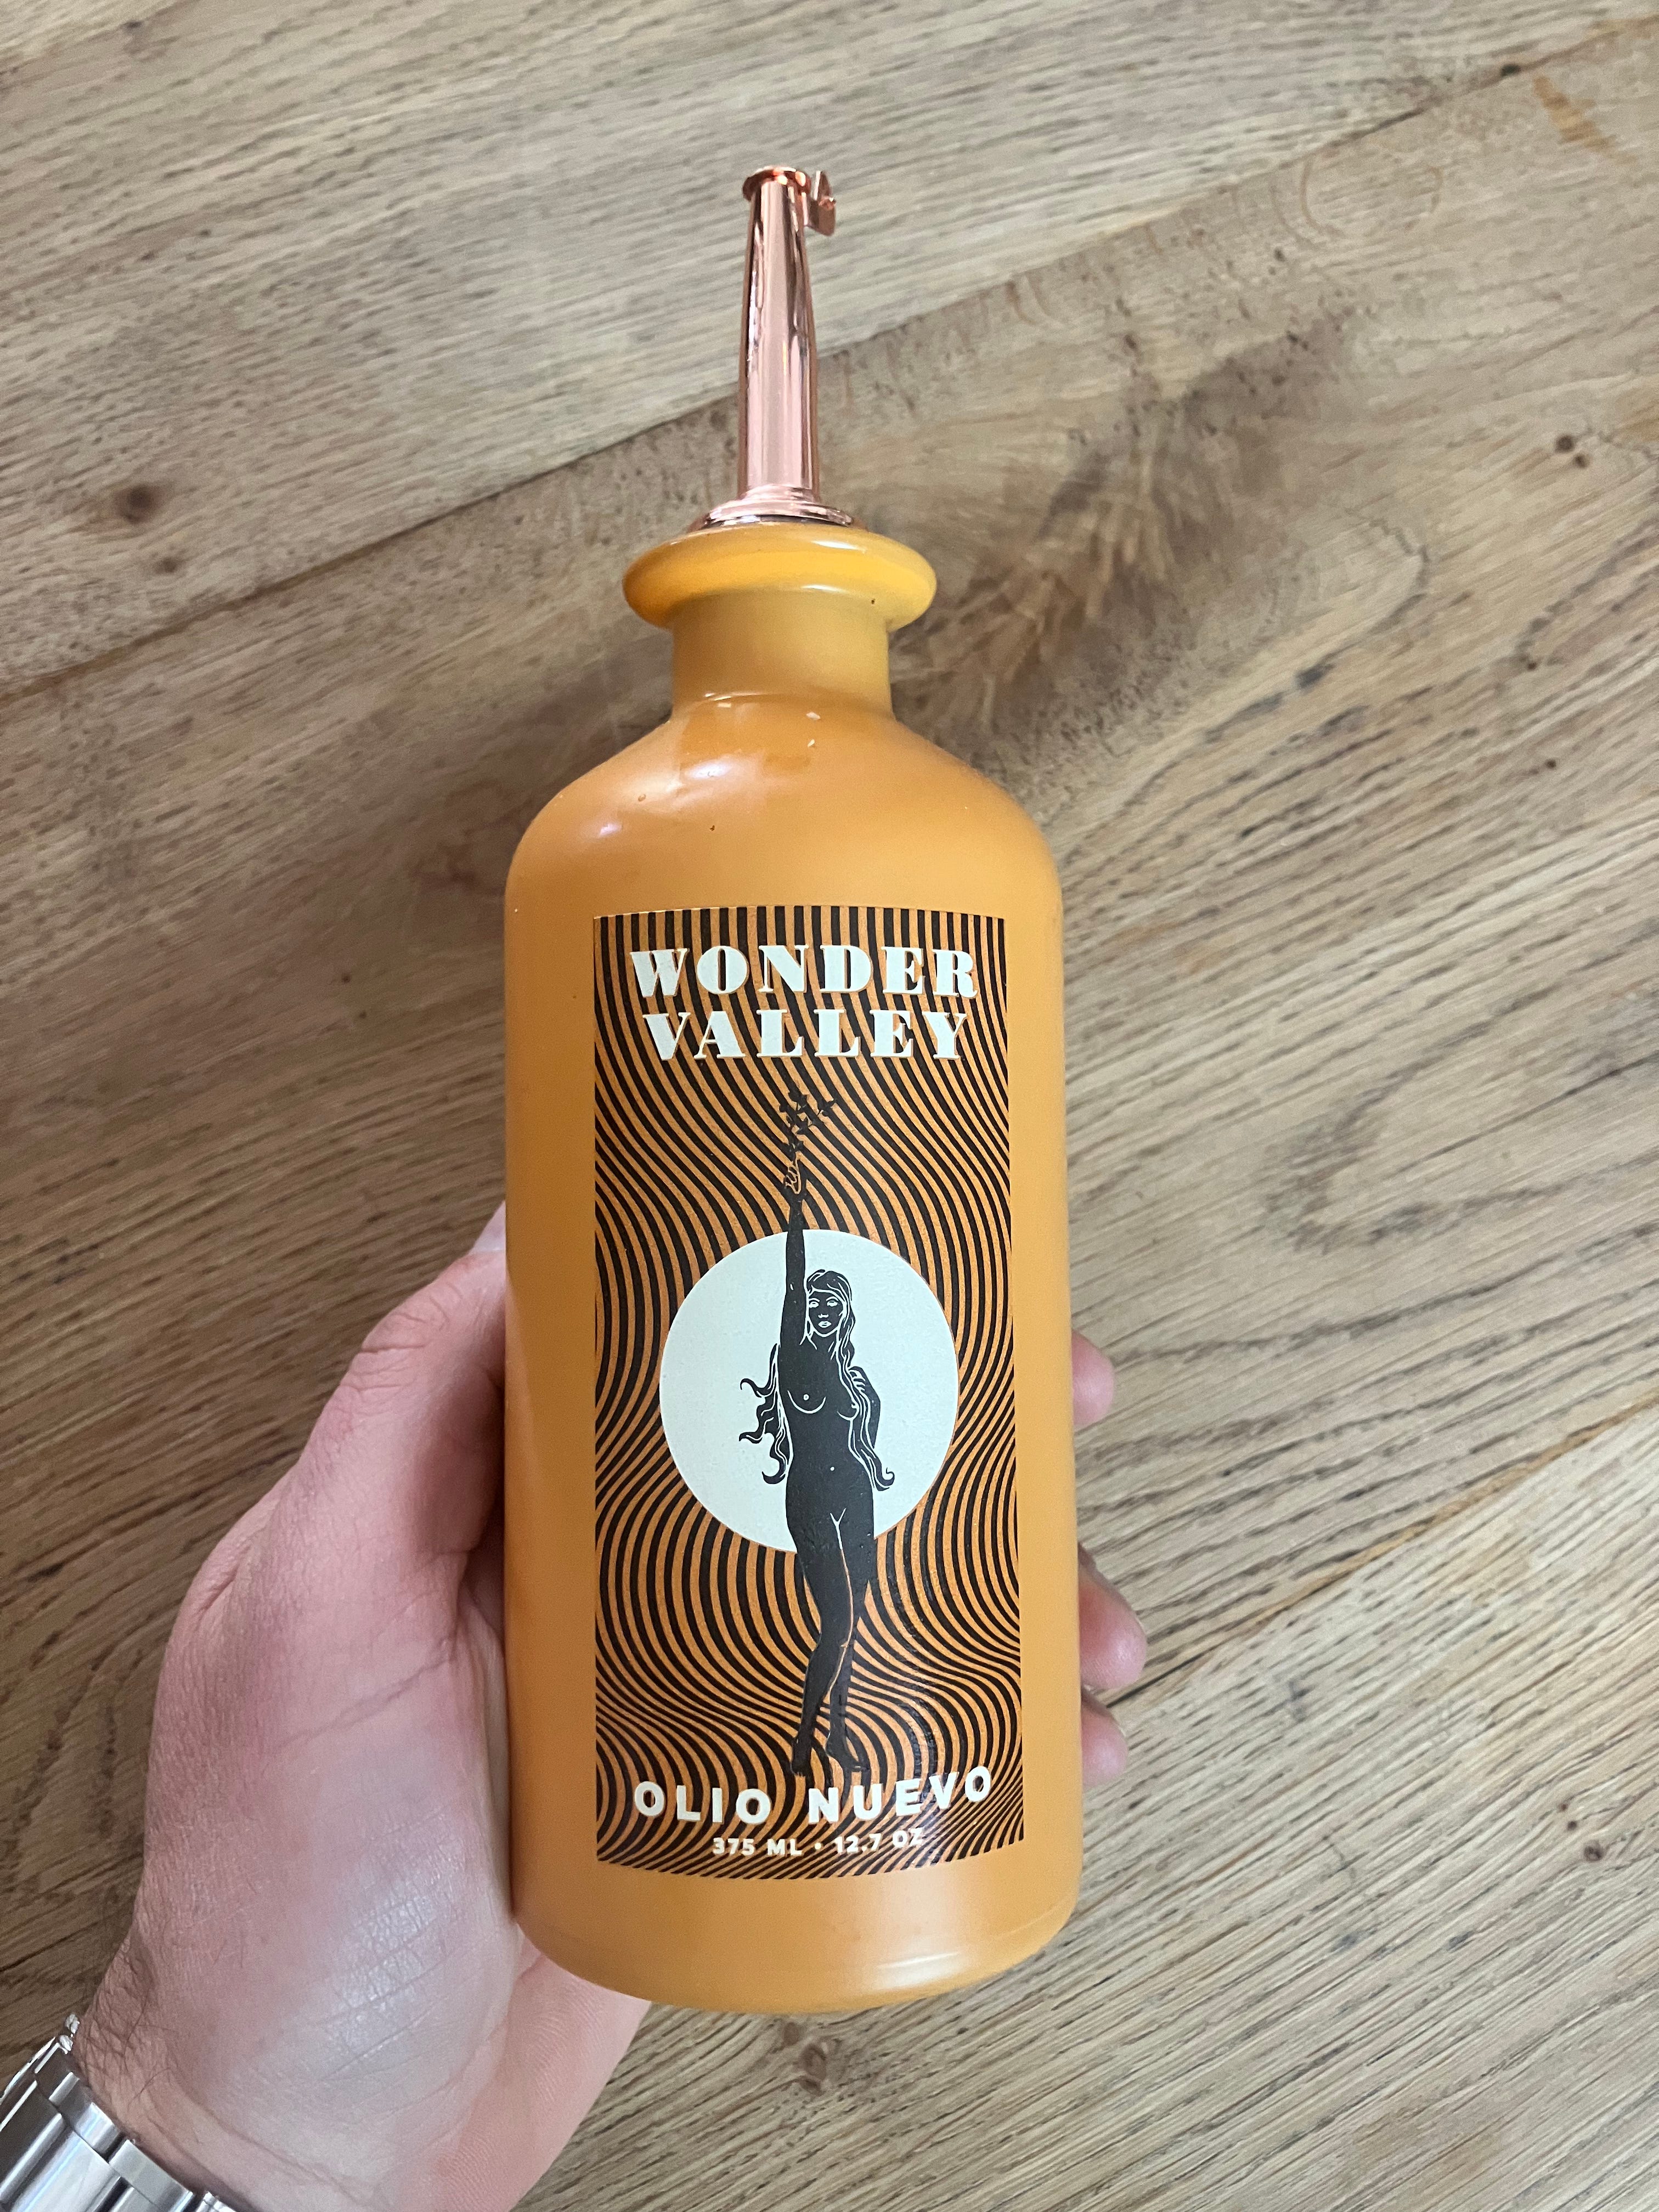 WONDER
VALLEY
OLIO NUEVO
375 ML • 12.7 OZ